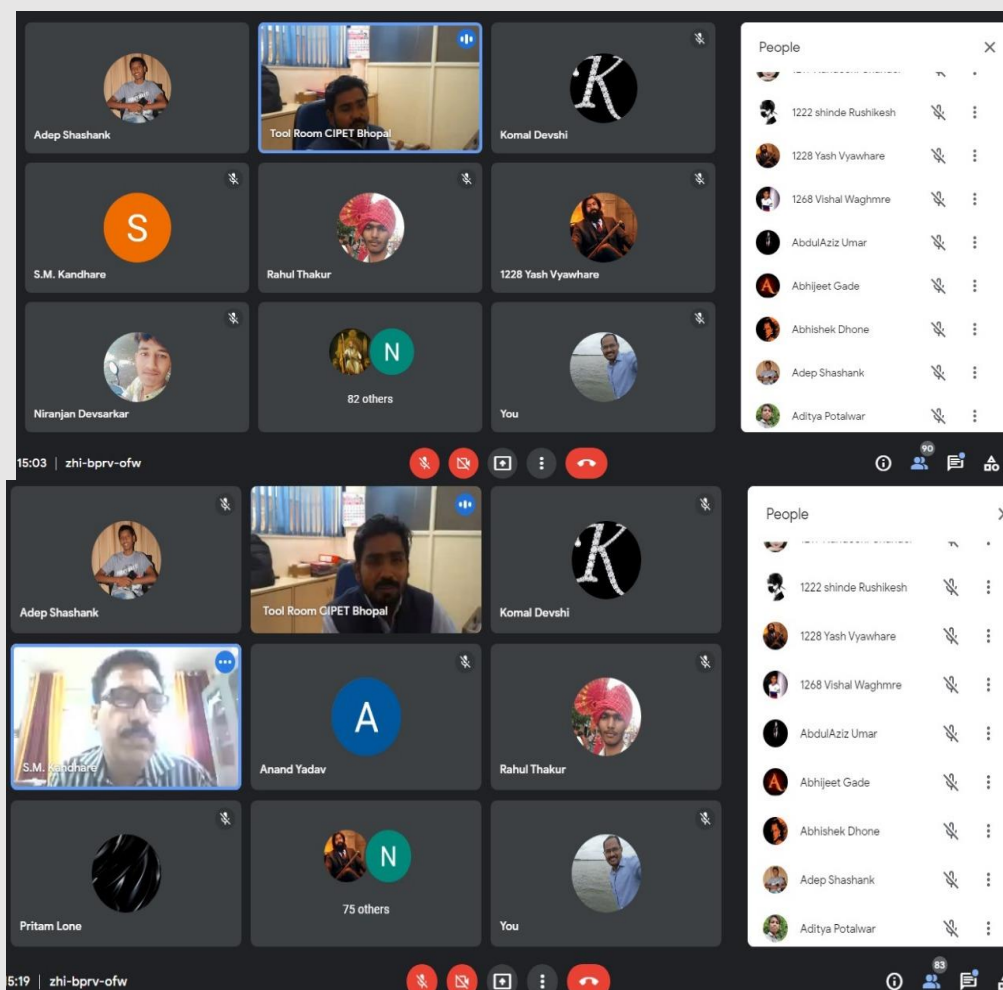 Adep Shashank
Tool Room CIPET Bhopal
Komal Devshi
S
S.M. Kandhare
Rahul Thakur
1228 Yash Vyawhare
Niranjan Devsarkar
N
82 others
You
15:03 | zhi-bprv-ofw
People
1222 shinde Rushikesh
1228 Yash Vyawhare
1268 Vishal Waghmre
AbdulAziz Umar
Abhijeet Gade
Abhishek Dhone
Adep Shashank
Aditya Potalwar
90
Adep Shashank
Tool Room CIPET Bhopal
Komal Devshi
S.M. Kandhare
A
Anand Yadav
Rahul Thakur
Pritam Lone
N
75 others
You
5:19 | zhi-bprv-ofw
People
1222 shinde Rushikesh
1228 Yash Vyawhare
1268 Vishal Waghmre
AbdulAziz Umar
Abhijeet Gade
Abhishek Dhone
Adep Shashank
Aditya Potalwar
83